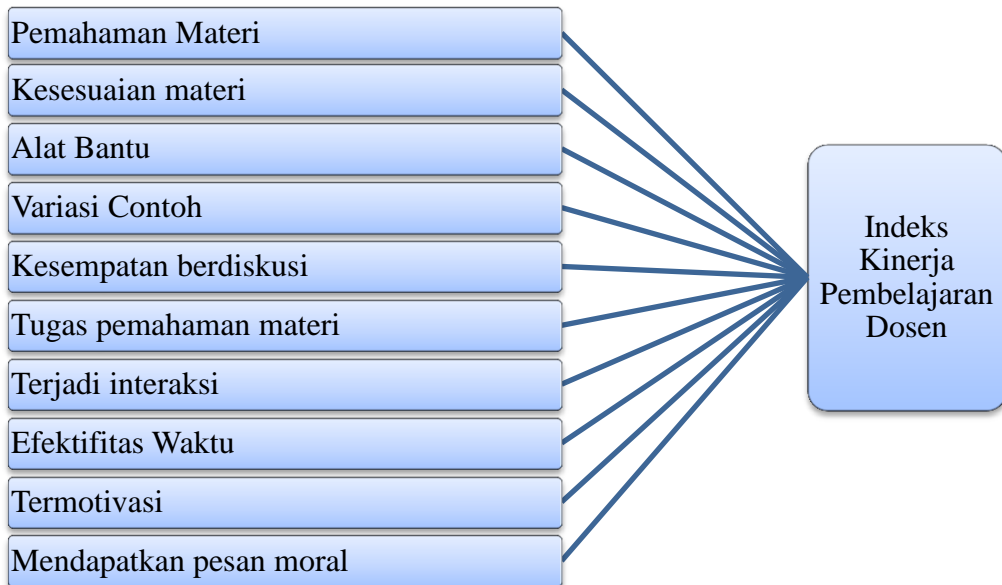 Pemahaman Materi
Kesesuaian materi
Alat Bantu
Variasi Contoh
Kesempatan berdiskusi
Tugas pemahaman materi
Terjadi interaksi
Efektifitas Waktu
Termotivasi
Mendapatkan pesan moral
Indeks
Kinerja
Pembelajaran
Dosen